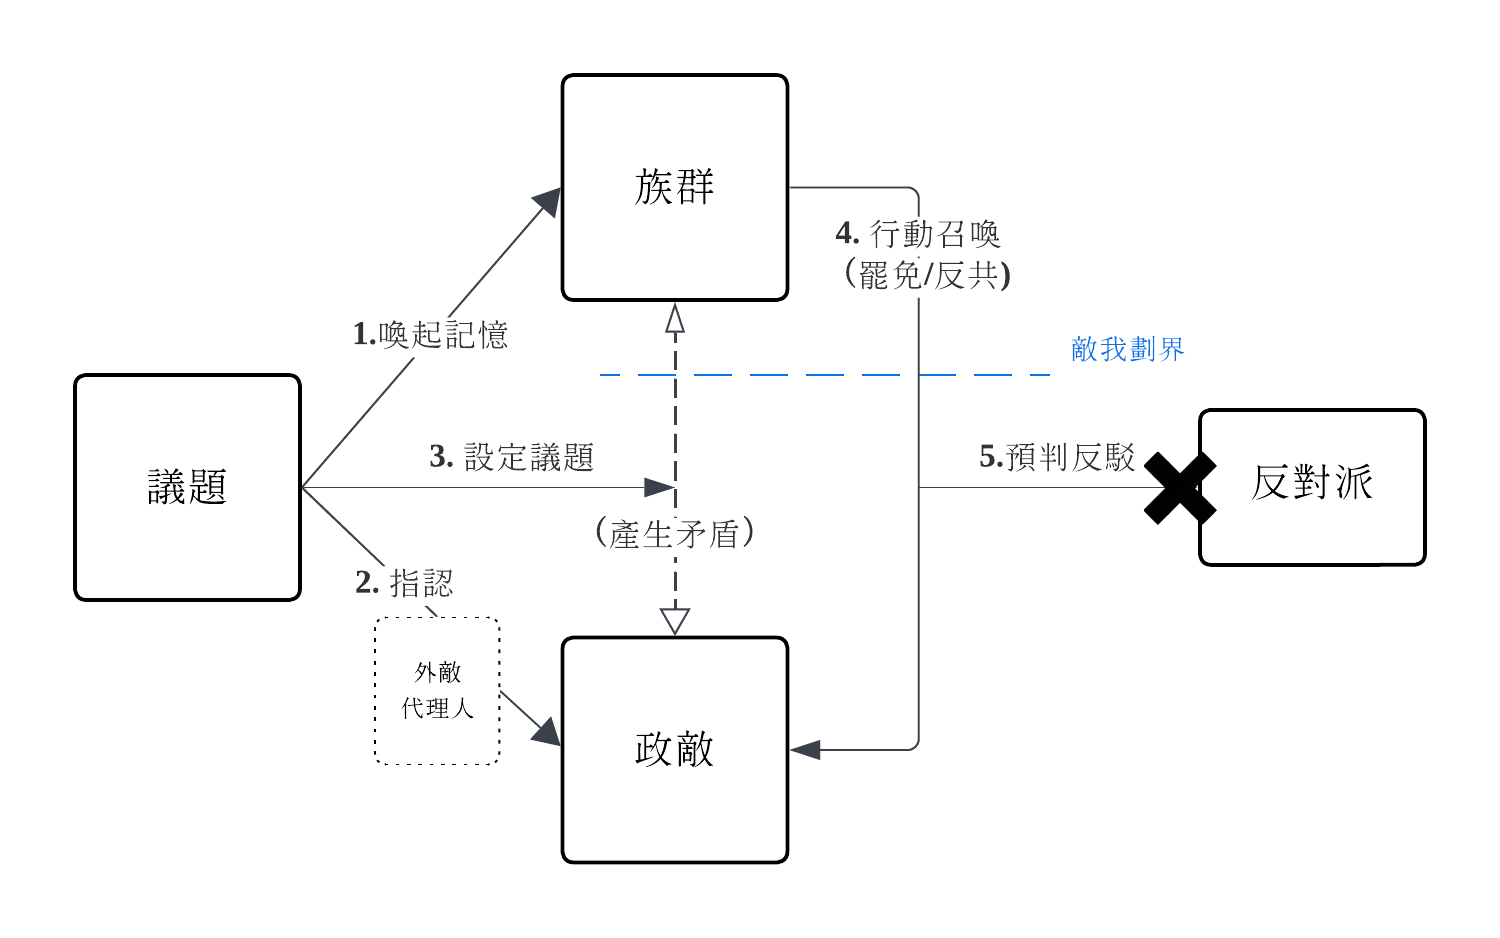 族群
4. 行動召喚
(罷免/反共)
1.喚起記憶
敵我劃界
3. 設定議題
5.預判反駁
議題
反對派
(產生矛盾)
2. 指認
外敵
代理人
政敵